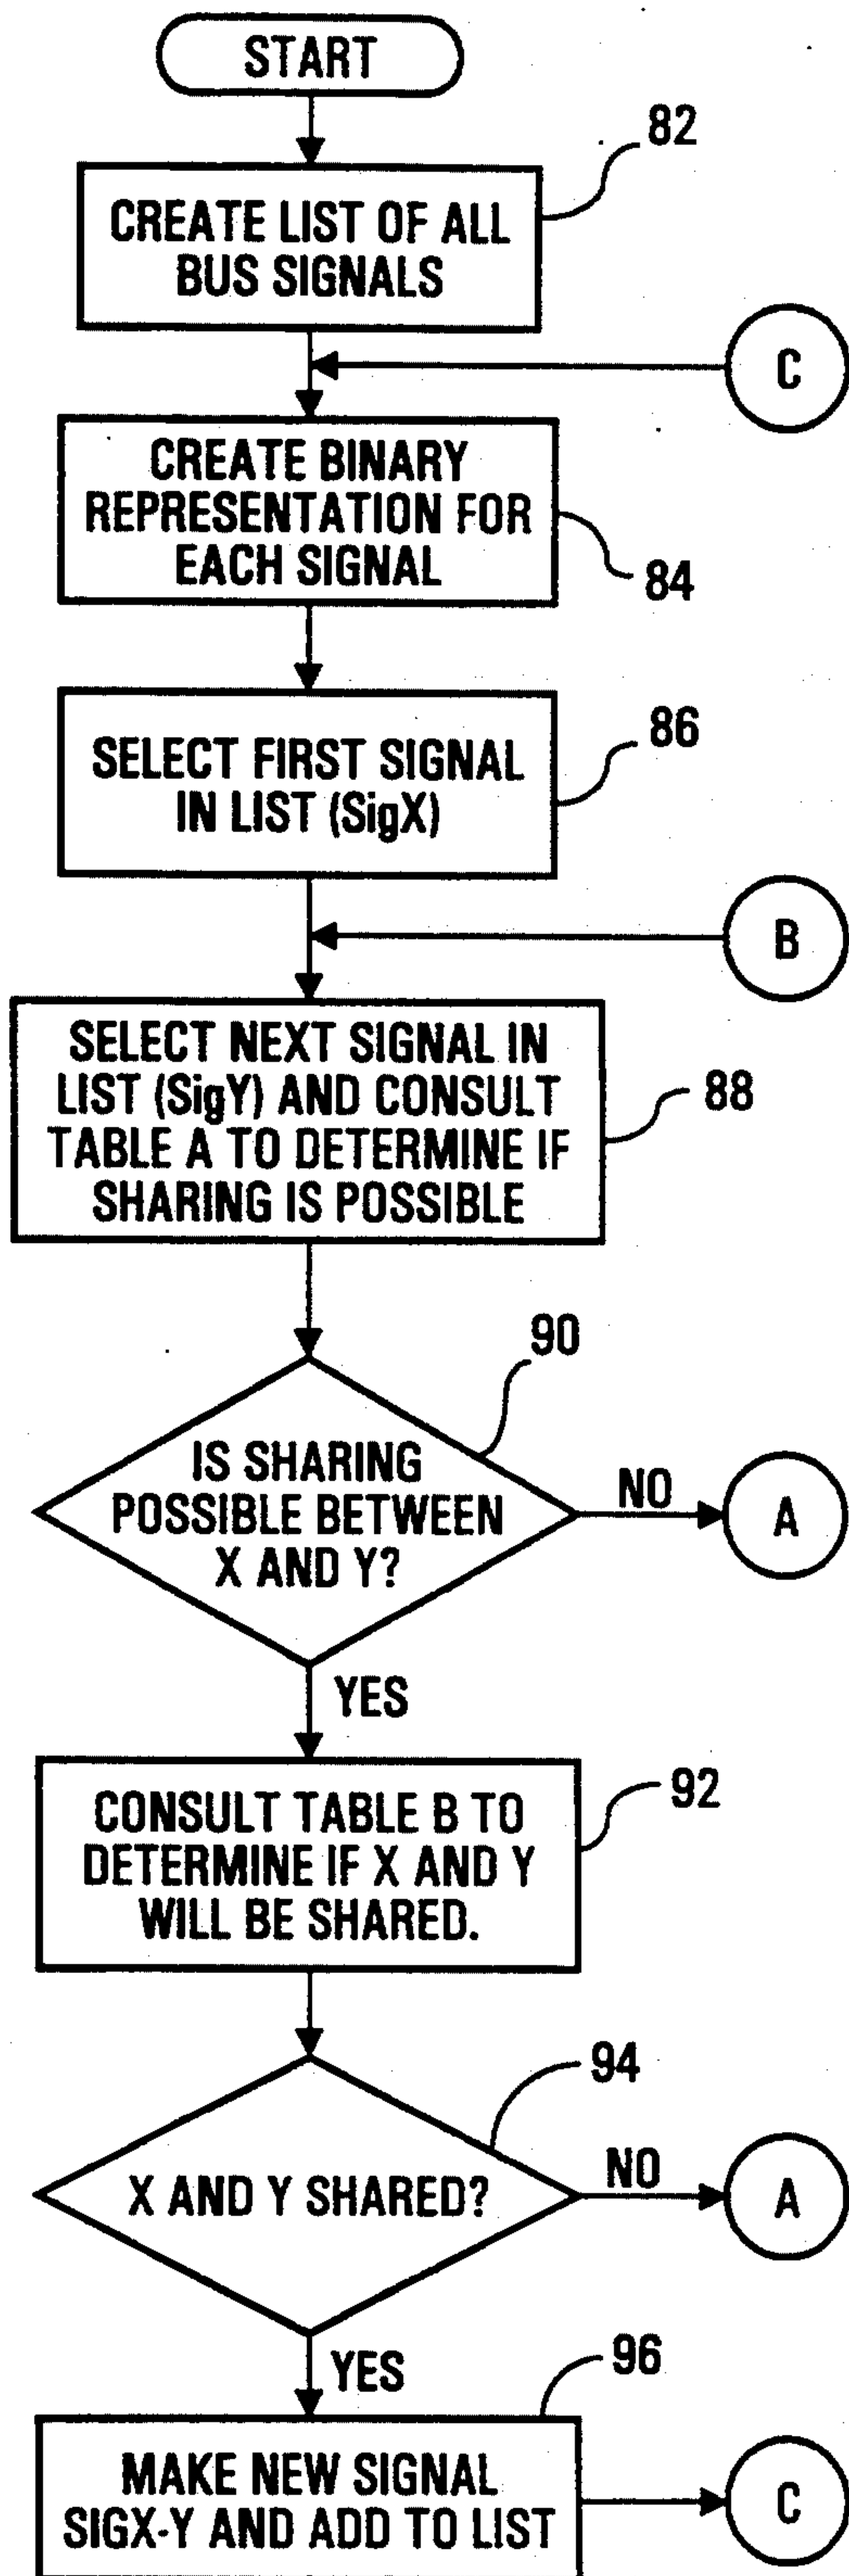 START
82
CREATE LIST OF ALL
BUS SIGNALS
C
CREATE BINARY
REPRESENTATION FOR
EACH SIGNAL
84
86
SELECT FIRST SIGNAL
IN LIST (SigX)
B
SELECT NEXT SIGNAL IN
LIST (SigY) AND CONSULT
TABLE A TO DETERMINE IF
SHARING IS POSSIBLE
88
90
IS SHARING
POSSIBLE BETWEEN
X AND Y?
NO
A
YES
CONSULT TABLE B TO
DETERMINE IF X AND Y
WILL BE SHARED.
92
94
X AND Y SHARED?
NO
A
YES
96
MAKE NEW SIGNAL
SIGX-Y AND ADD TO LIST
C